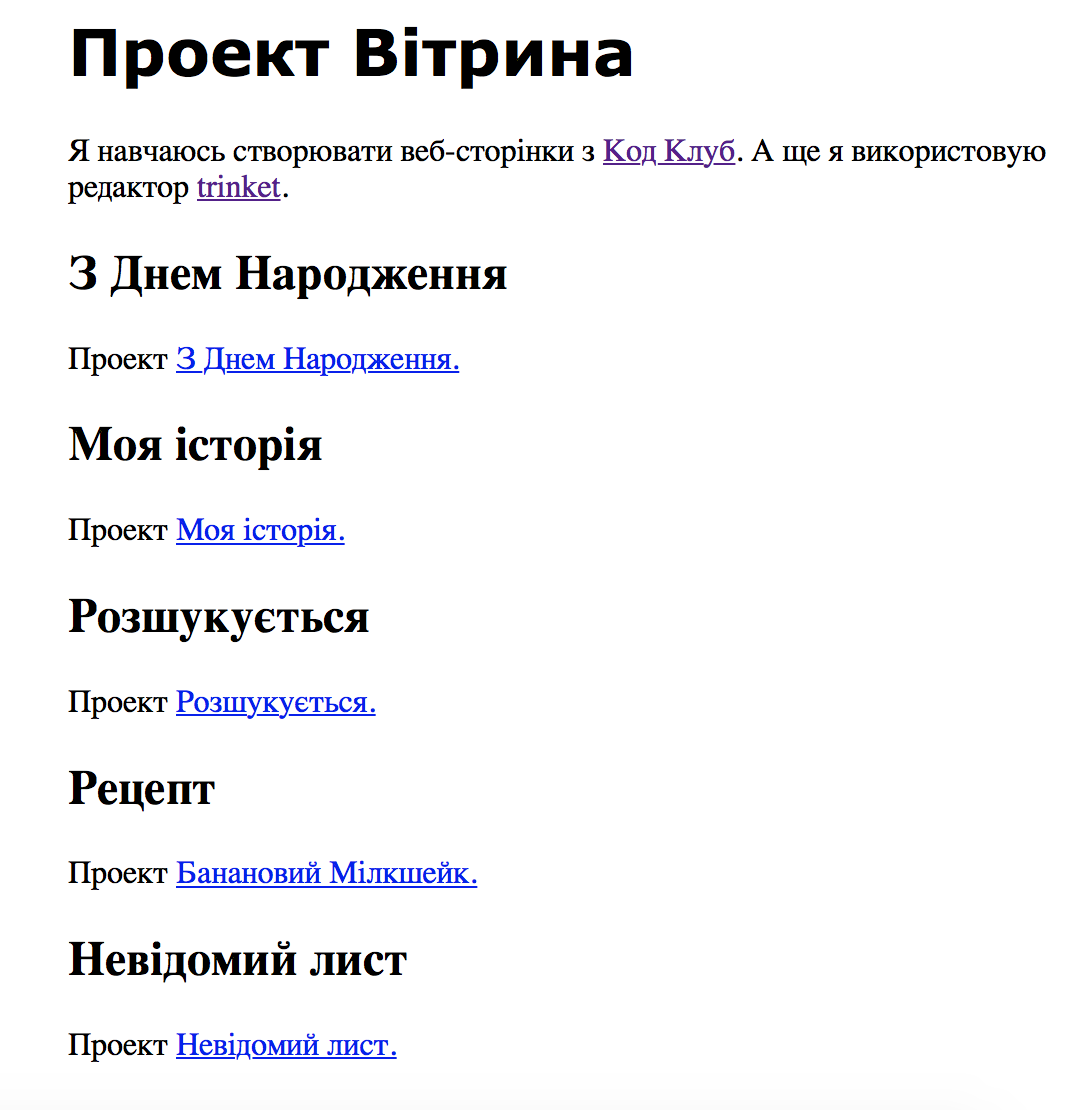 Проект Вітрина
Я навчаюсь створювати веб-сторінки з Код Клуб. А ще я використовую
редактор trinket.
З Днем Народження
Проект З Днем Народження.
Моя історія
Проект Моя історія.
Розшукується
Проект Розшукується.
Рецепт
Проект Банановий Мілкшейк.
Невідомий лист
Проект Невідомий лист.